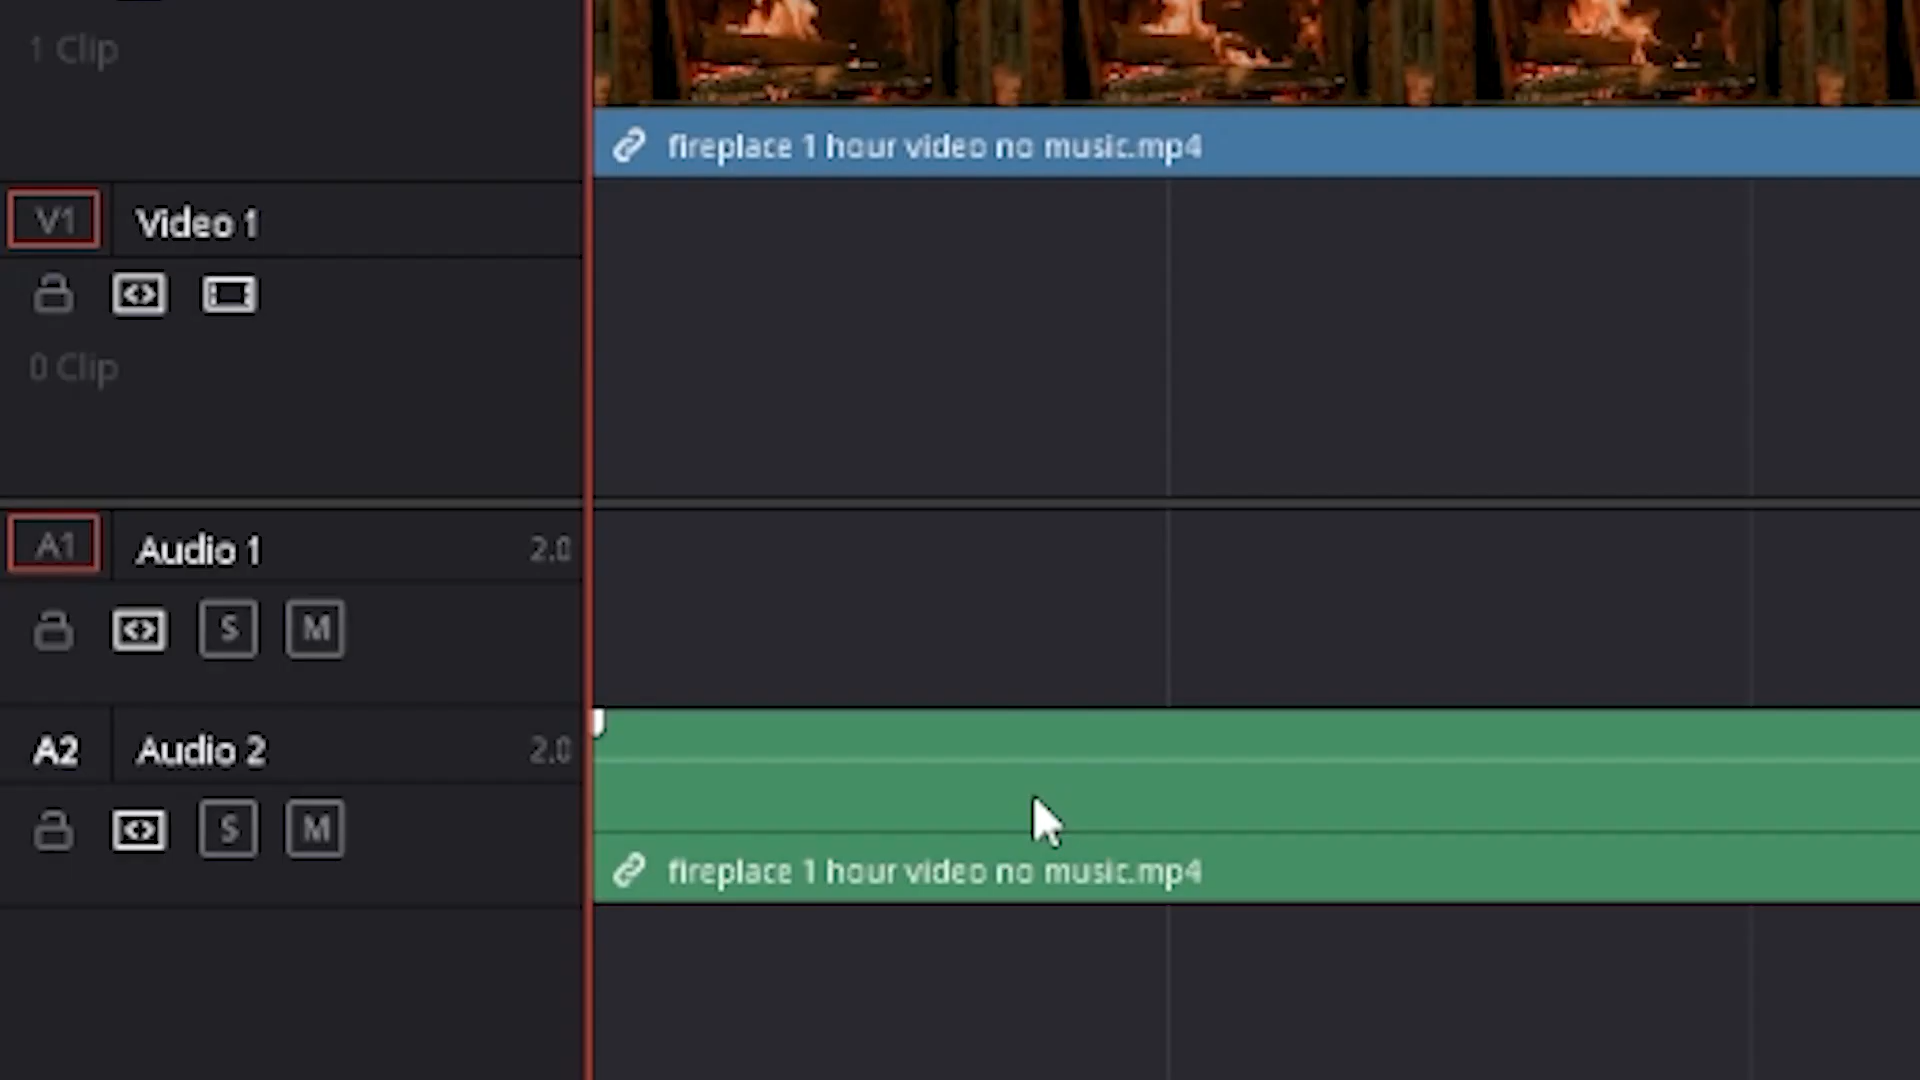 1 Clip
fireplace 1 hour video no music.mp4
V1 Video 1
0 Clip
A1 Audio 1 2.0
S M
A2 Audio 2 2.0
S M
fireplace 1 hour video no music.mp4